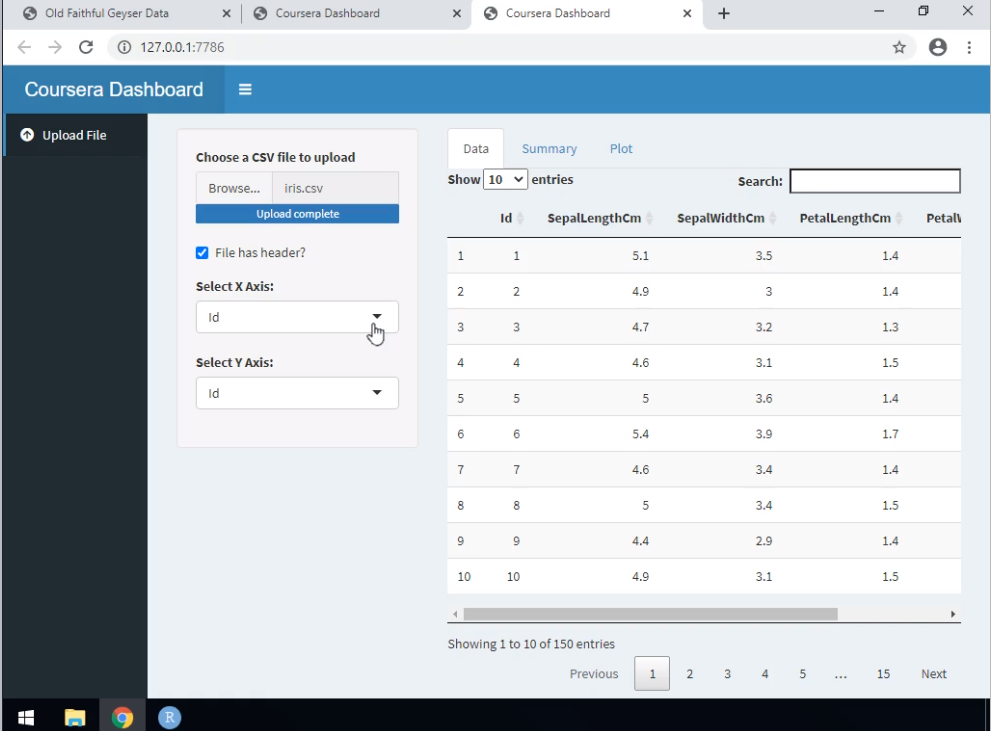 Old Faithful Geyser Data
Coursera Dashboard
Coursera Dashboard
127.0.0.1:7786
Coursera Dashboard
Upload File
Choose a CSV file to upload
Browse... iris.csv
Upload complete
File has header?
Select X Axis:
Id
Select Y Axis:
Id
Data Summary Plot
Show 10 entries Search:
Id SepalLengthCm SepalWidthCm PetalLengthCm PetalW
1 1 5.1 3.5 1.4
2 2 4.9 3 1.4
3 3 4.7 3.2 1.3
4 4 4.6 3.1 1.5
5 5 5 3.6 1.4
6 6 5.4 3.9 1.7
7 7 4.6 3.4 1.4
8 8 5 3.4 1.5
9 9 4.4 2.9 1.4
10 10 4.9 3.1 1.5
Showing 1 to 10 of 150 entries
Previous 1 2 3 4 5 ... 15 Next
R